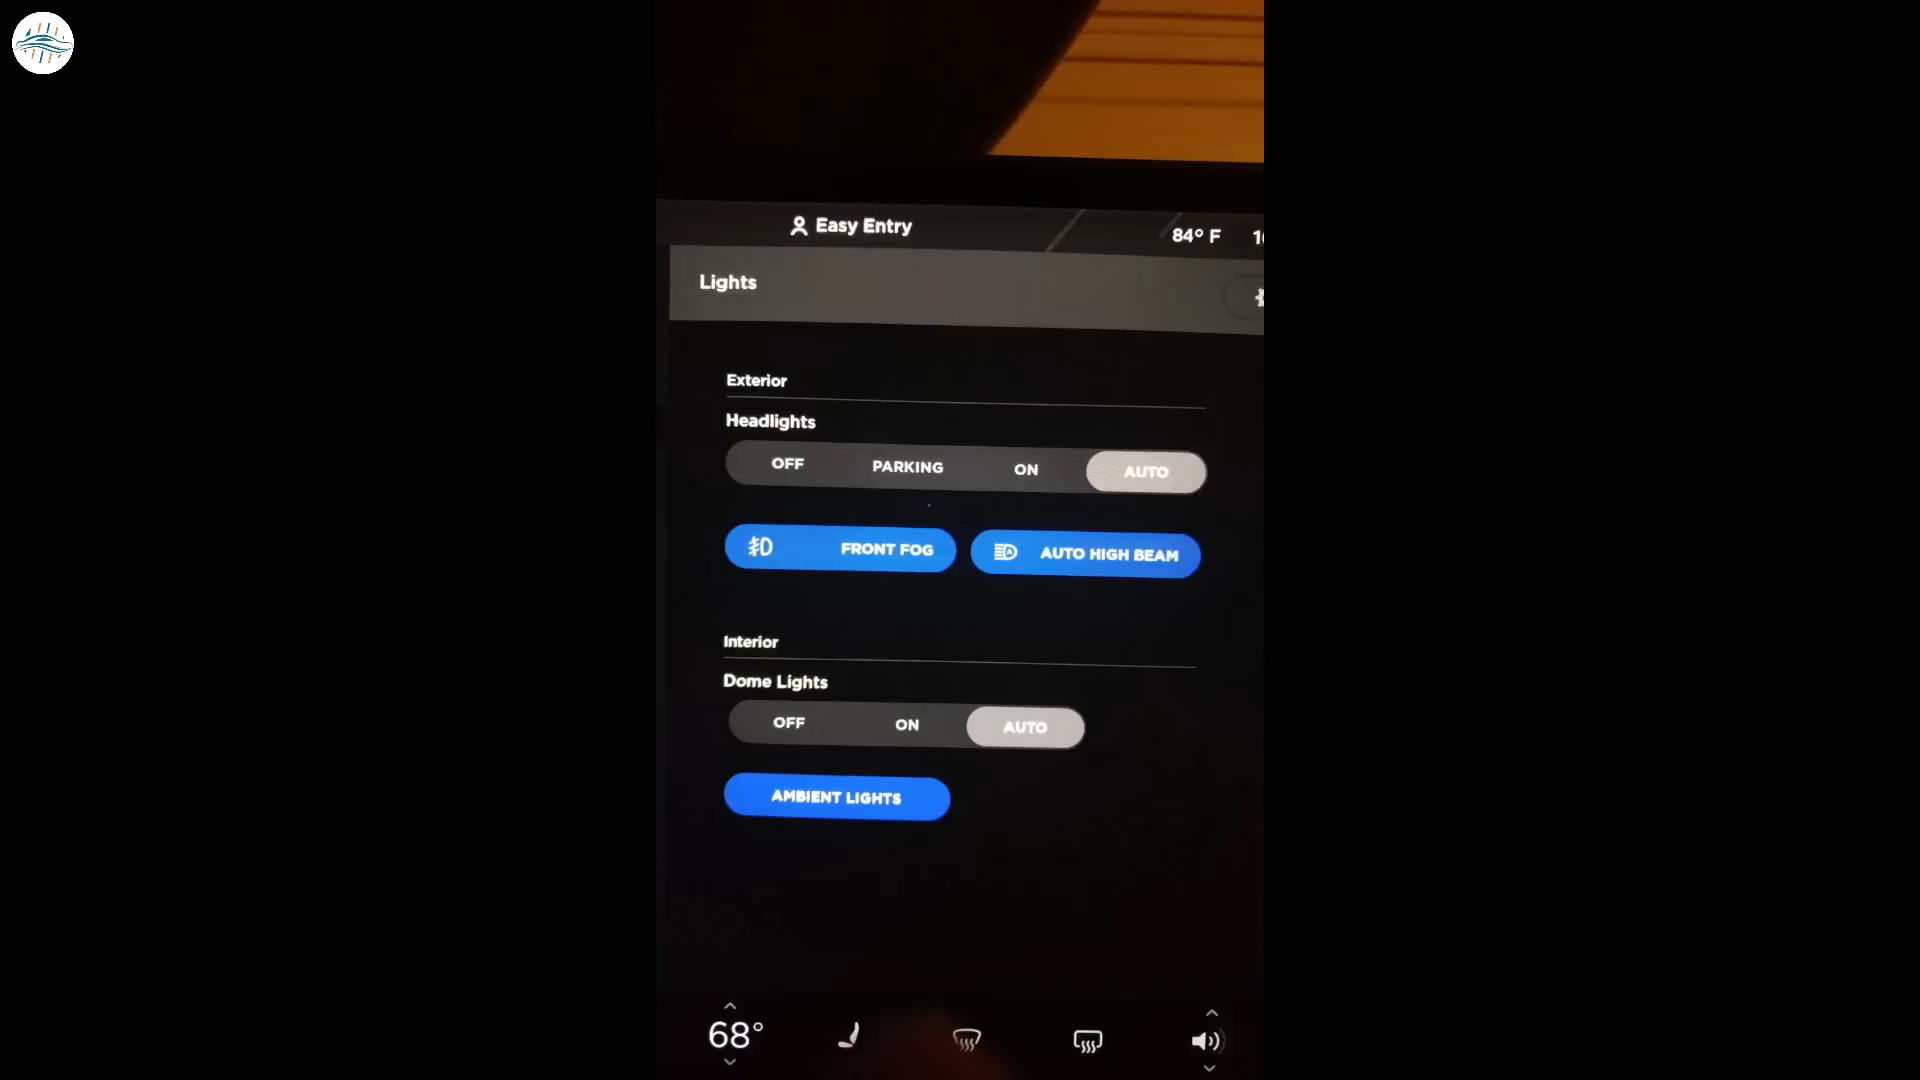 Easy Entry
84° F
Lights
Exterior
Headlights
OFF PARKING ON AUTO
FRONT FOG AUTO HIGH BEAM
Interior
Dome Lights
OFF ON AUTO
AMBIENT LIGHTS
68°